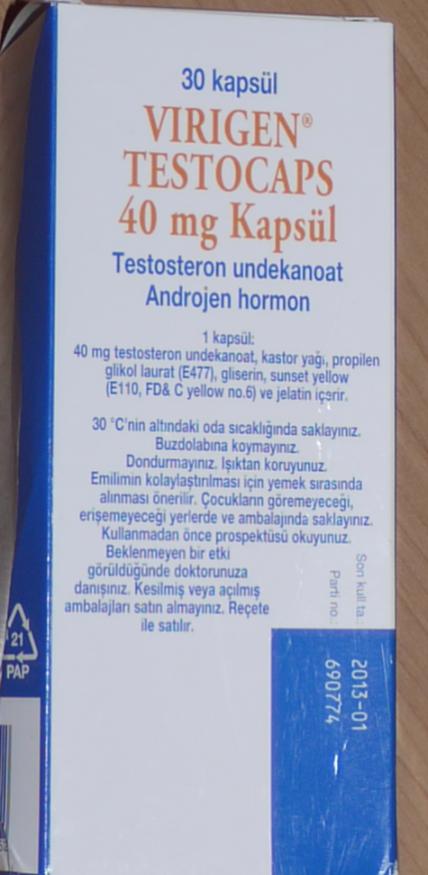 30 kapsül
VIRIGEN®
TESTOCAPS
40 mg Kapsül
Testosteron undekanoat
Androjen hormon
1 kapsül:
40 mg testosteron undekanoat, kastor yağı, propilen
glikol laurat (E477), gliserin, sunset yellow
(E110, FD& C yellow no.6) ve jelatin içerir.
30 °C'nin altındaki oda sıcaklığında saklayınız.
Buzdolabına koymayınız.
Dondurmayınız. Işıktan koruyunuz.
Emilimin kolaylaştırılması için yemek sırasında
alınması önerilir. Çocukların göremeyeceği,
erişemeyeceği yerlerde ve ambalajında saklayınız.
Kullanmadan önce prospektüsü okuyunuz.
Beklenmeyen bir etki
görüldüğünde doktorunuza
danışınız. Kesilmiş veya açılmış
ambalajları satın almayınız. Reçete
ile satılır.
Son kull ta.: 2013-01
Parti no.: 690774
21
PAP